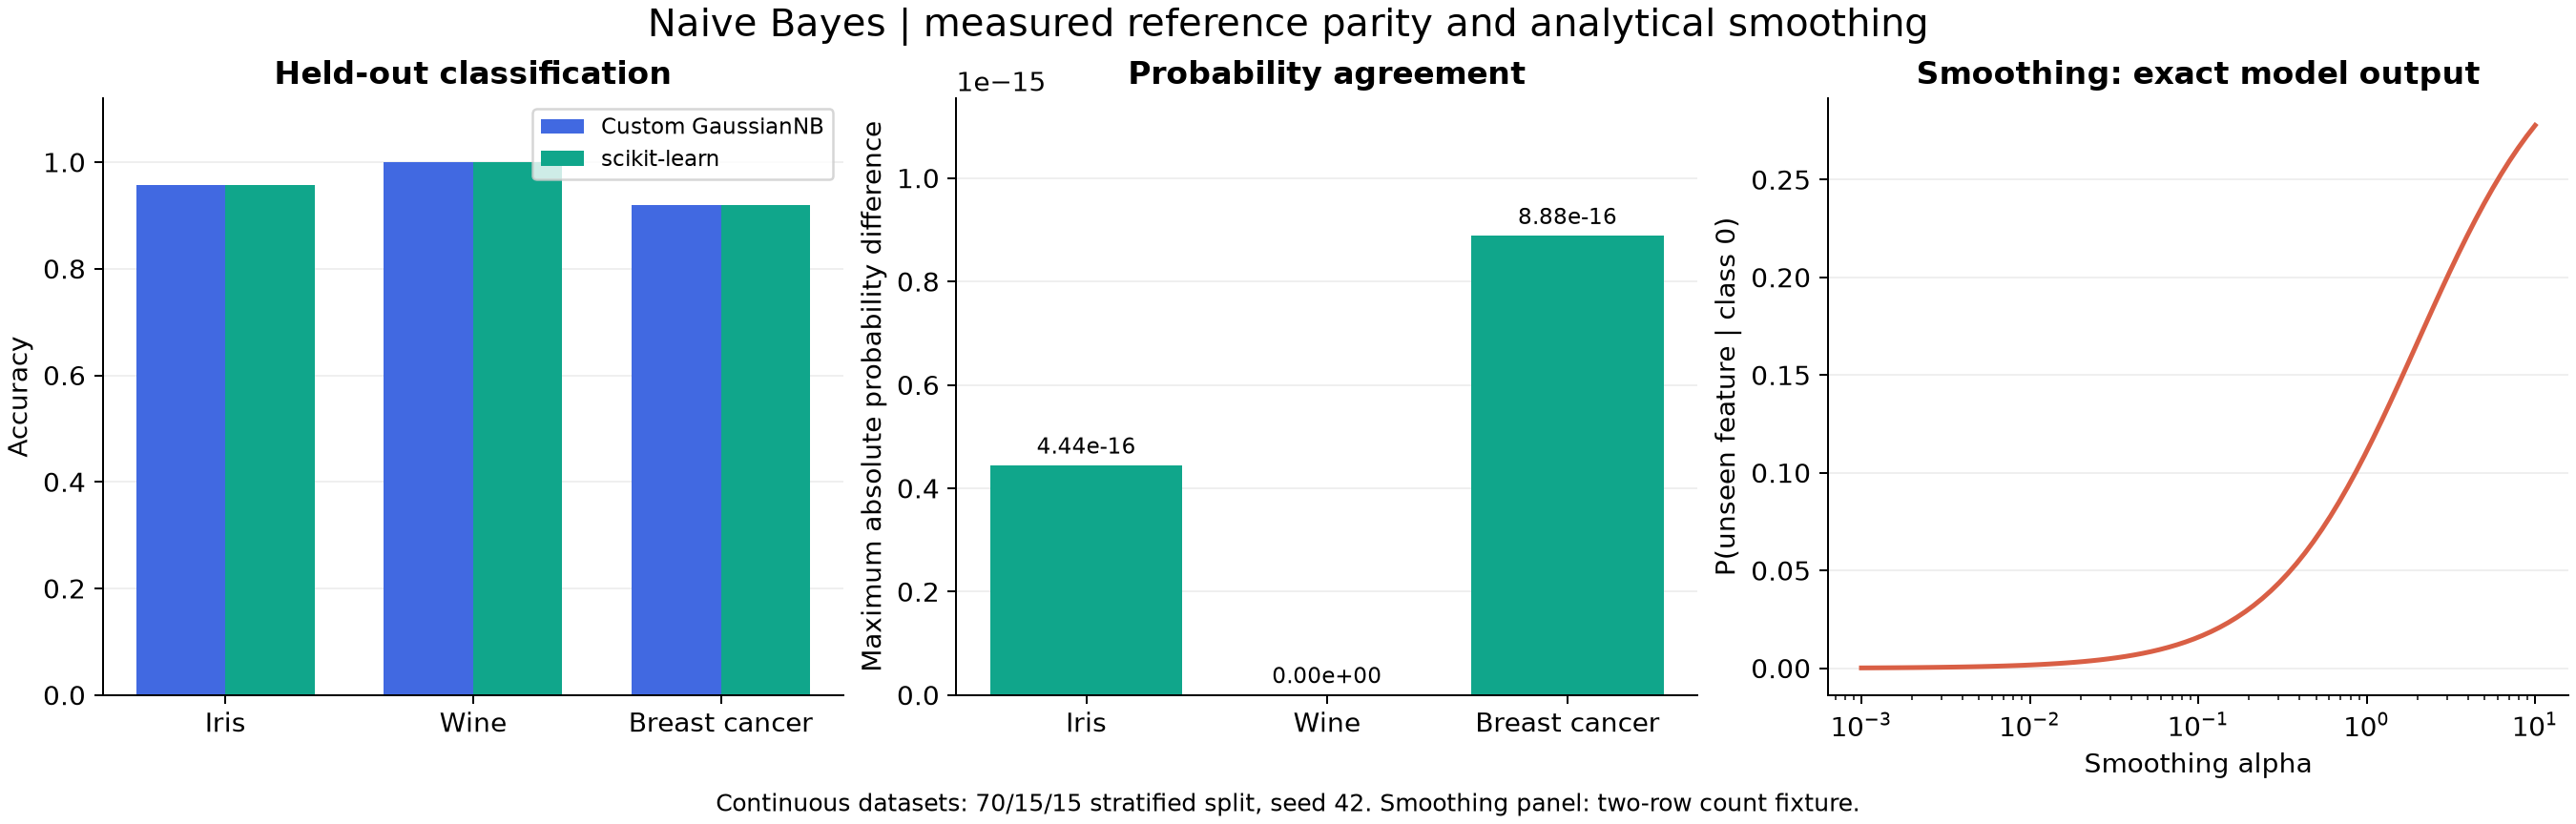 Naive Bayes | measured reference parity and analytical smoothing
Held-out classification
Accuracy
1.0
0.8
0.6
0.4
0.2
0.0
Custom GaussianNB
scikit-learn
Iris
Wine
Breast cancer
Probability agreement
1e−15
Maximum absolute probability difference
1.0
0.8
0.6
0.4
0.2
0.0
4.44e-16
0.00e+00
8.88e-16
Iris
Wine
Breast cancer
Smoothing: exact model output
P(unseen feature | class 0)
0.25
0.20
0.15
0.10
0.05
0.00
10⁻³
10⁻²
10⁻¹
10⁰
10¹
Smoothing alpha
Continuous datasets: 70/15/15 stratified split, seed 42. Smoothing panel: two-row count fixture.